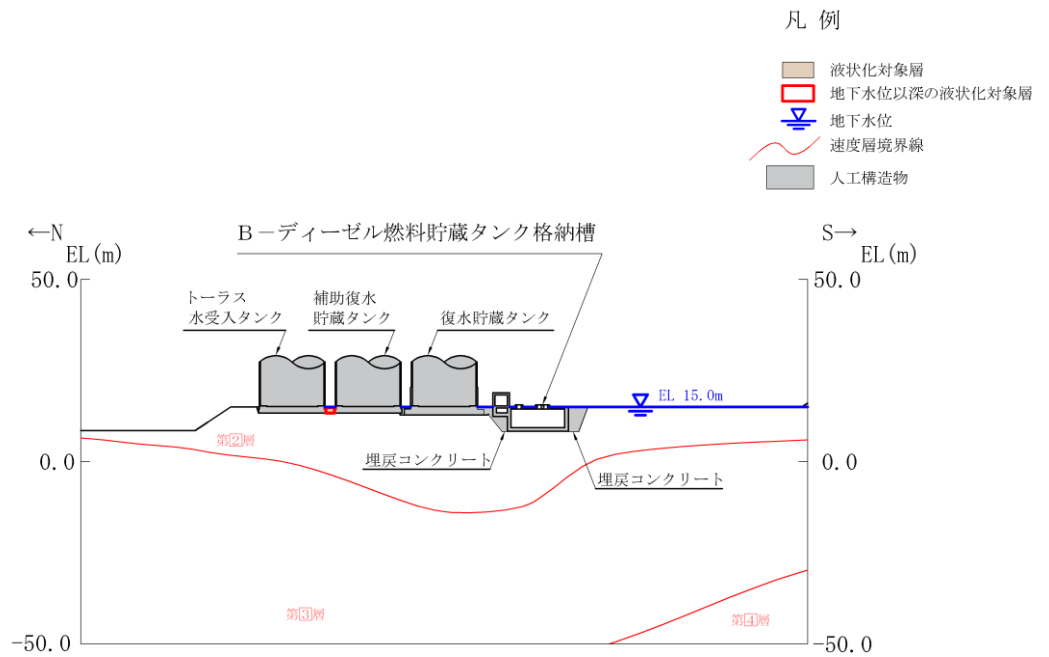 凡 例
液状化対象層
地下水位以深の液状化対象層
地下水位
速度層境界線
人工構造物
←N
S→
EL(m)
EL(m)
B-ディーゼル燃料貯蔵タンク格納槽
50.0
50.0
トーラス
水受入タンク
補助復水
貯蔵タンク
復水貯蔵タンク
EL 15.0m
第2層
0.0
0.0
埋戻コンクリート
埋戻コンクリート
第3層
第4層
-50.0
-50.0